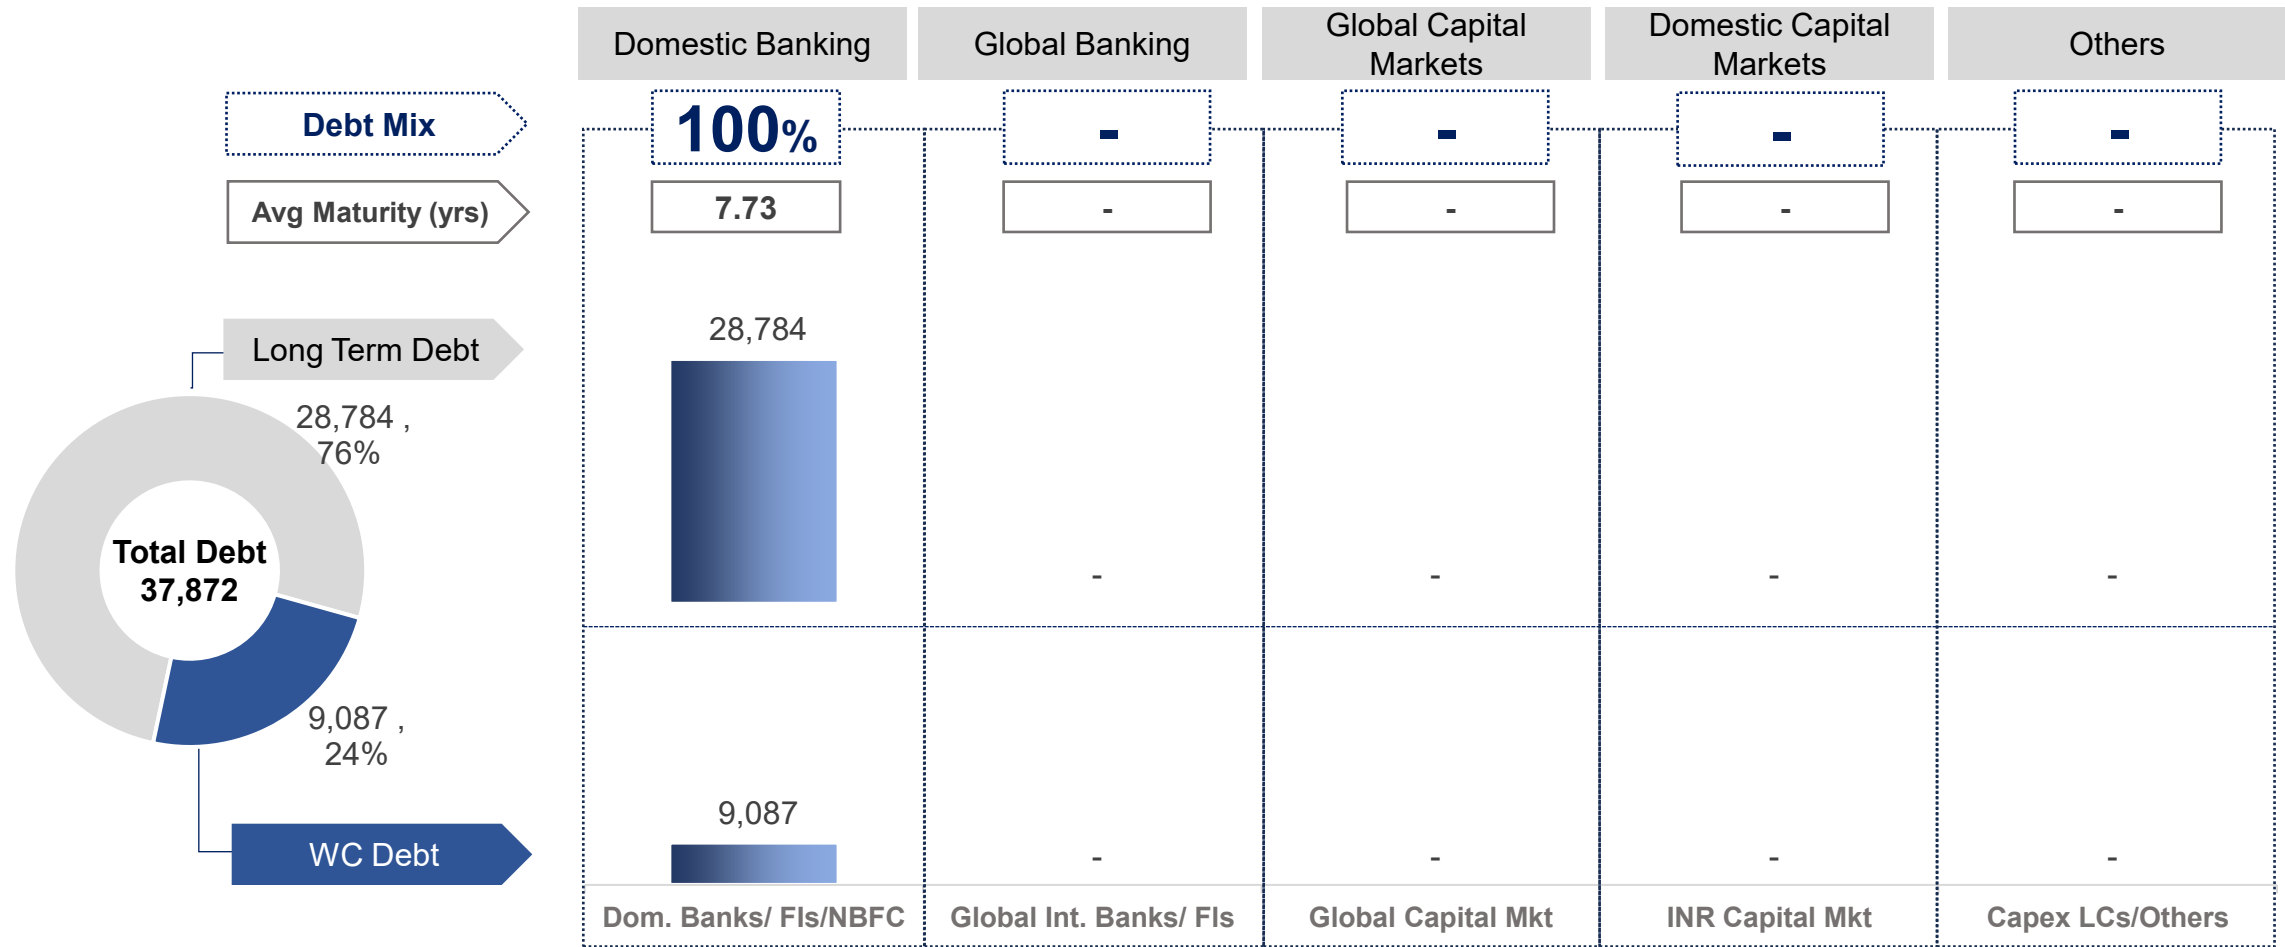 Domestic Banking
Global Banking
Global Capital
Markets
Domestic Capital
Markets
Others
Debt Mix
100%
-
-
-
-
Avg Maturity (yrs)
7.73
-
-
-
-
Long Term Debt
28,784
28,784 ,
76%
Total Debt
37,872
-
-
-
-
9,087 ,
24%
WC Debt
9,087
-
-
-
-
Dom. Banks/ FIs/NBFC
Global Int. Banks/ FIs
Global Capital Mkt
INR Capital Mkt
Capex LCs/Others